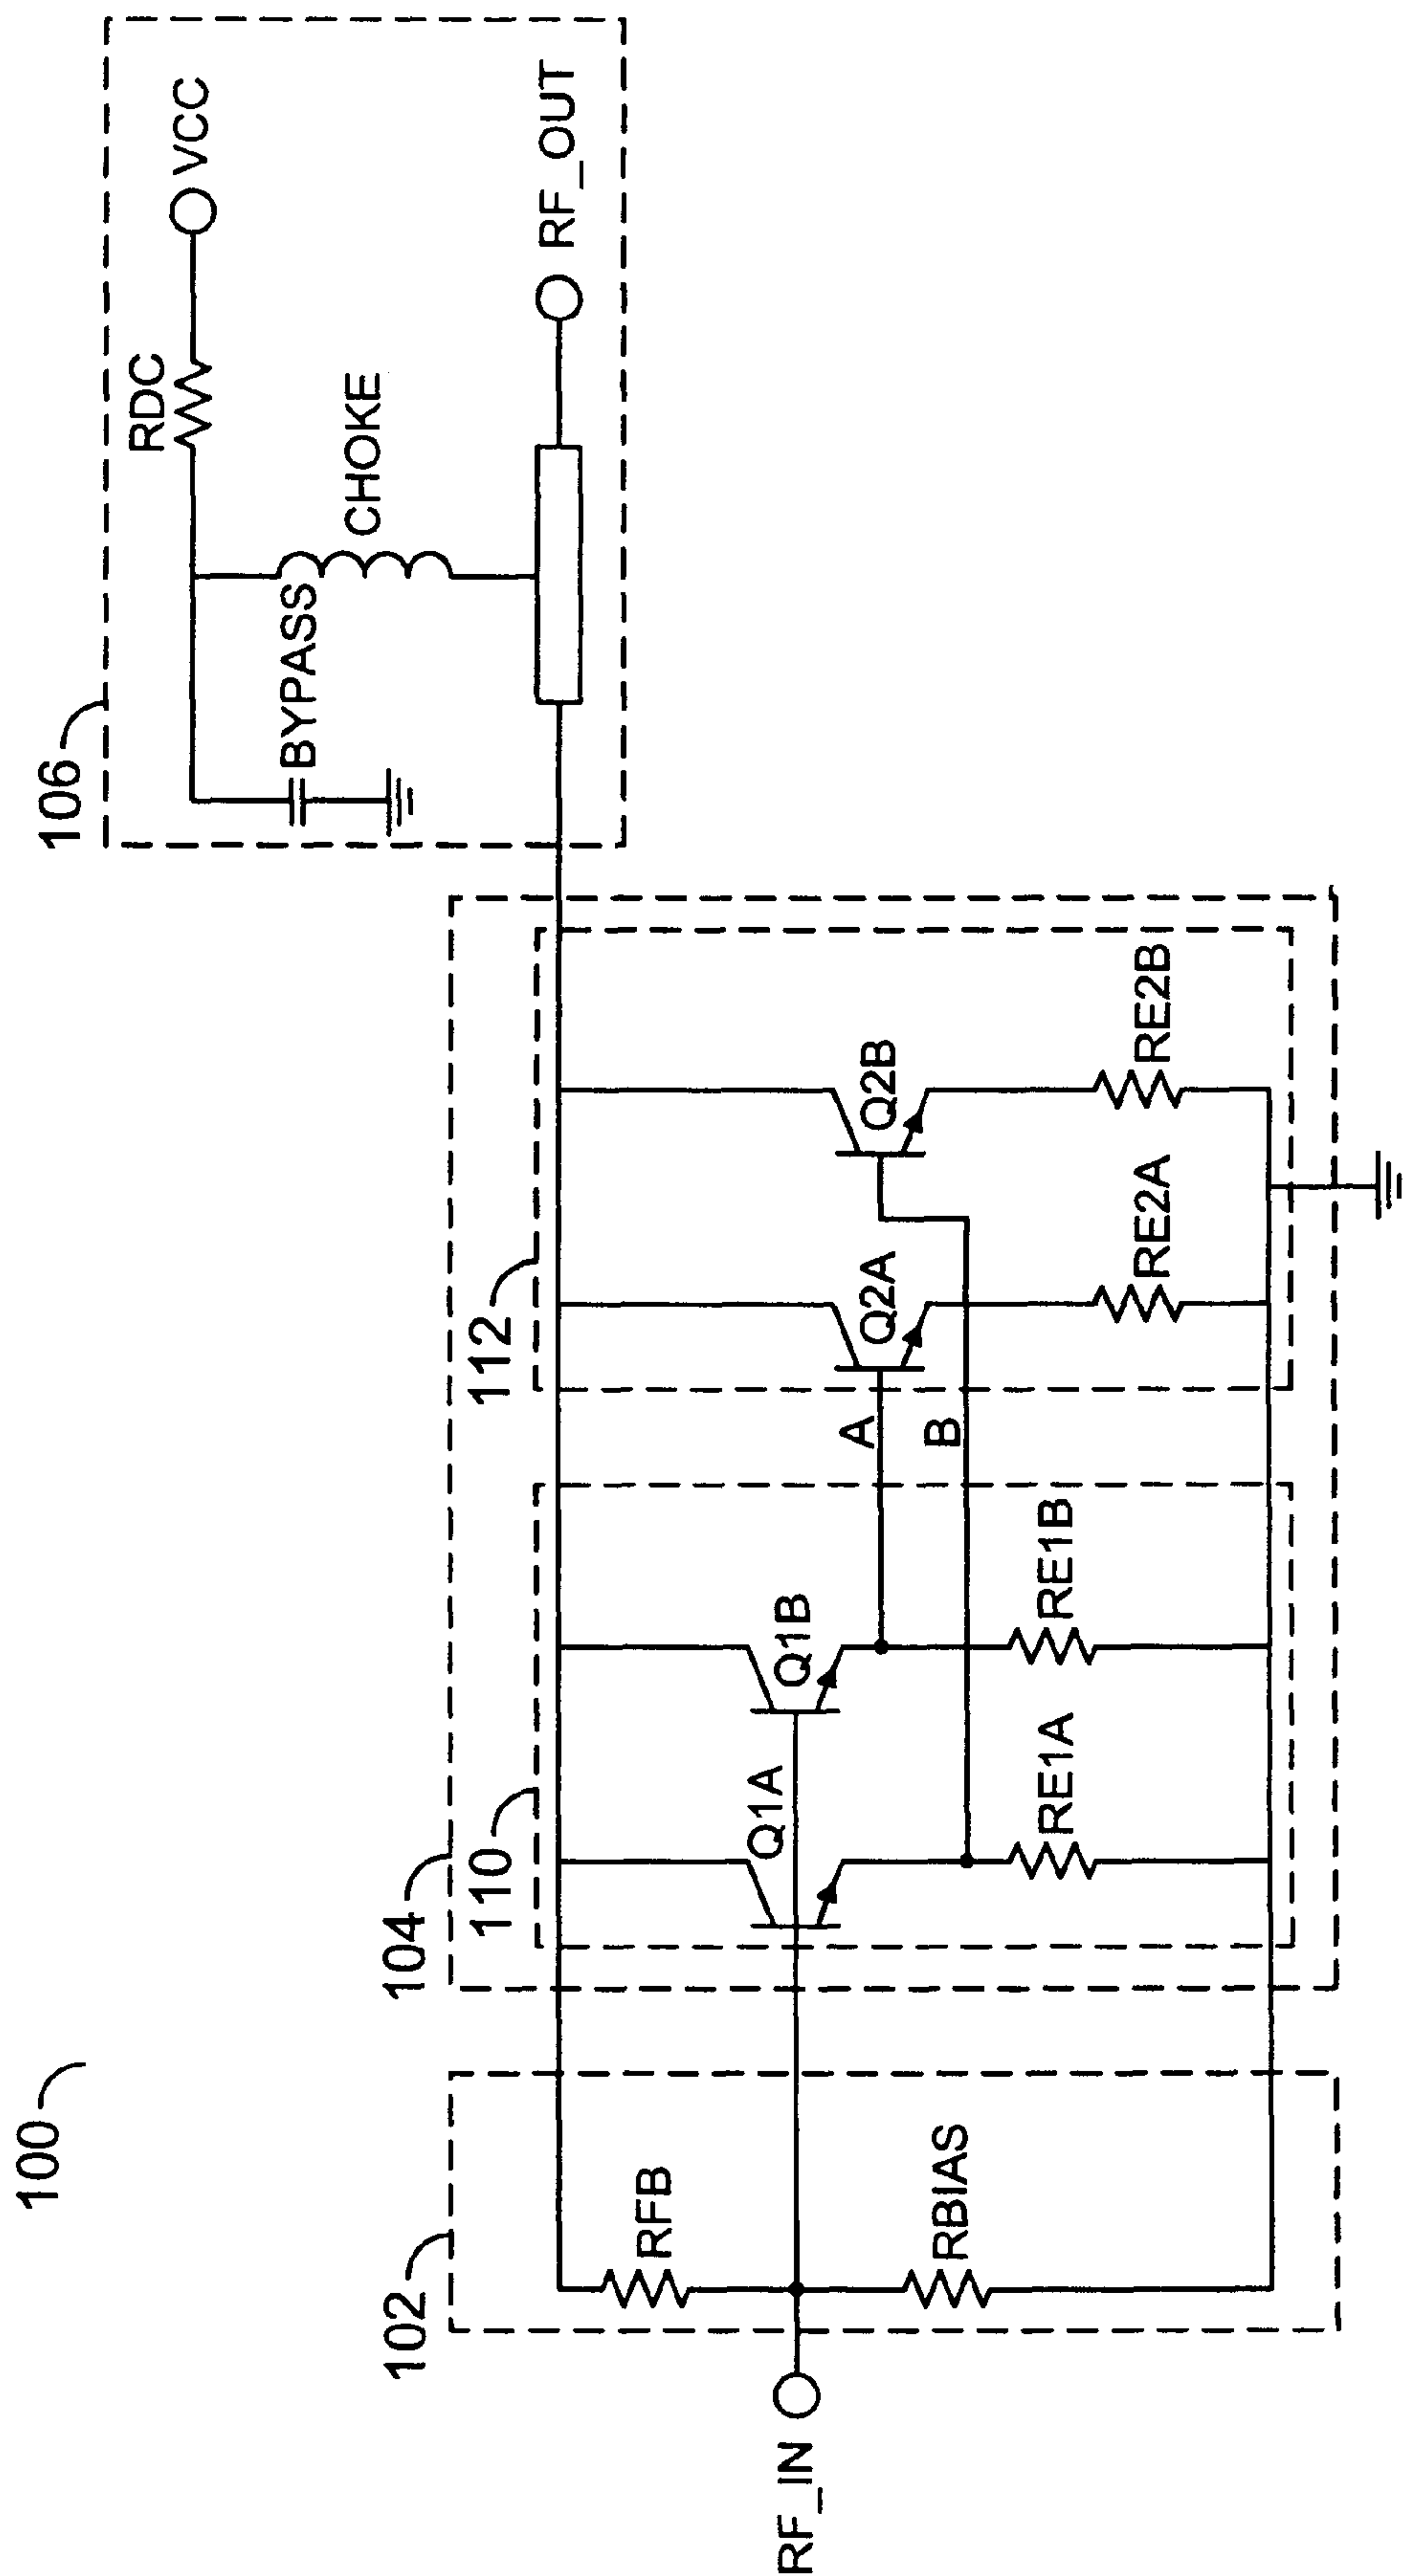 100
106
RDC
VCC
BYPASS
CHOKE
RF_OUT
104
110
112
102
RFB
RBIAS
RF_IN
Q1A
Q1B
Q2A
Q2B
A
B
RE1A
RE1B
RE2A
RE2B